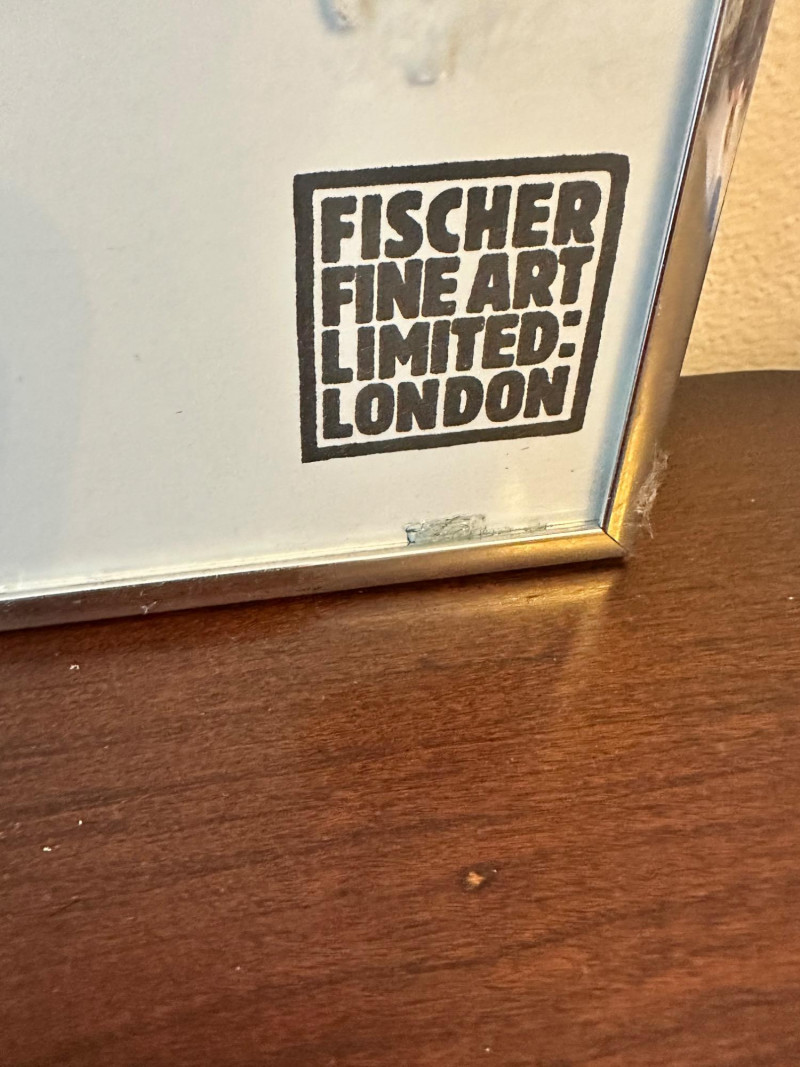 FISCHER
FINE ART
LIMITED:
LONDON